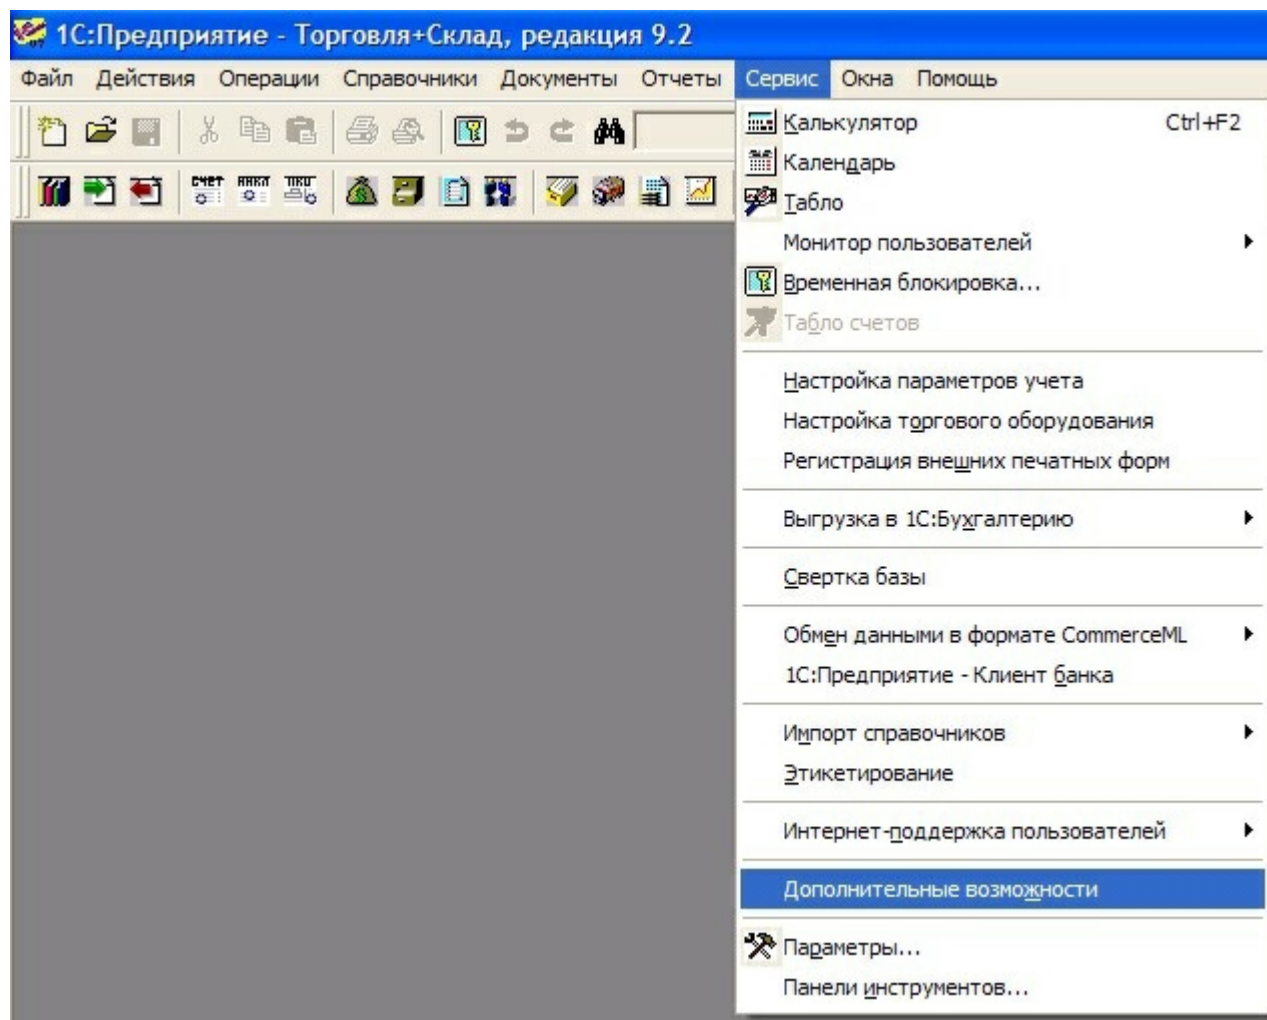 1С:Предприятие - Торговля+Склад, редакция 9.2
Файл Действия Операции Справочники Документы Отчеты Сервис Окна Помощь
СЧЕТ НАКЛ ПКО
Калькулятор Ctrl+F2
Календарь
Табло
Монитор пользователей
Временная блокировка...
Табло счетов
Настройка параметров учета
Настройка торгового оборудования
Регистрация внешних печатных форм
Выгрузка в 1С:Бухгалтерию
Свертка базы
Обмен данными в формате CommerceML
1С:Предприятие - Клиент банка
Импорт справочников
Этикетирование
Интернет-поддержка пользователей
Дополнительные возможности
Параметры...
Панели инструментов...